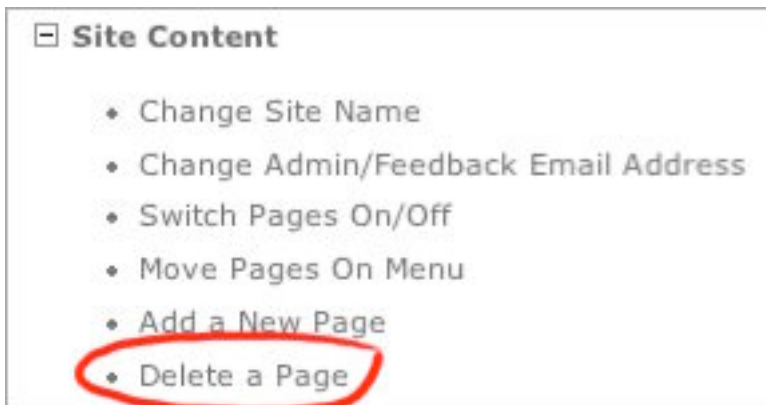 Site Content
• Change Site Name
• Change Admin/Feedback Email Address
• Switch Pages On/Off
• Move Pages On Menu
• Add a New Page
• Delete a Page